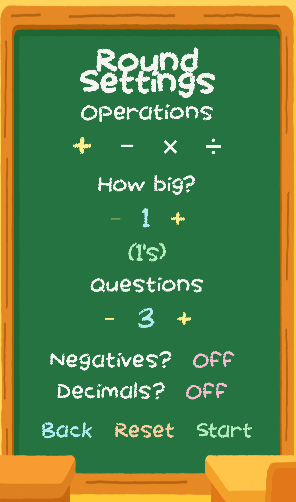 Round
Settings
Operations
+ - × ÷
How big?
- 1 +
(1's)
Questions
- 3 +
Negatives? Off
Decimals? Off
Back Reset Start